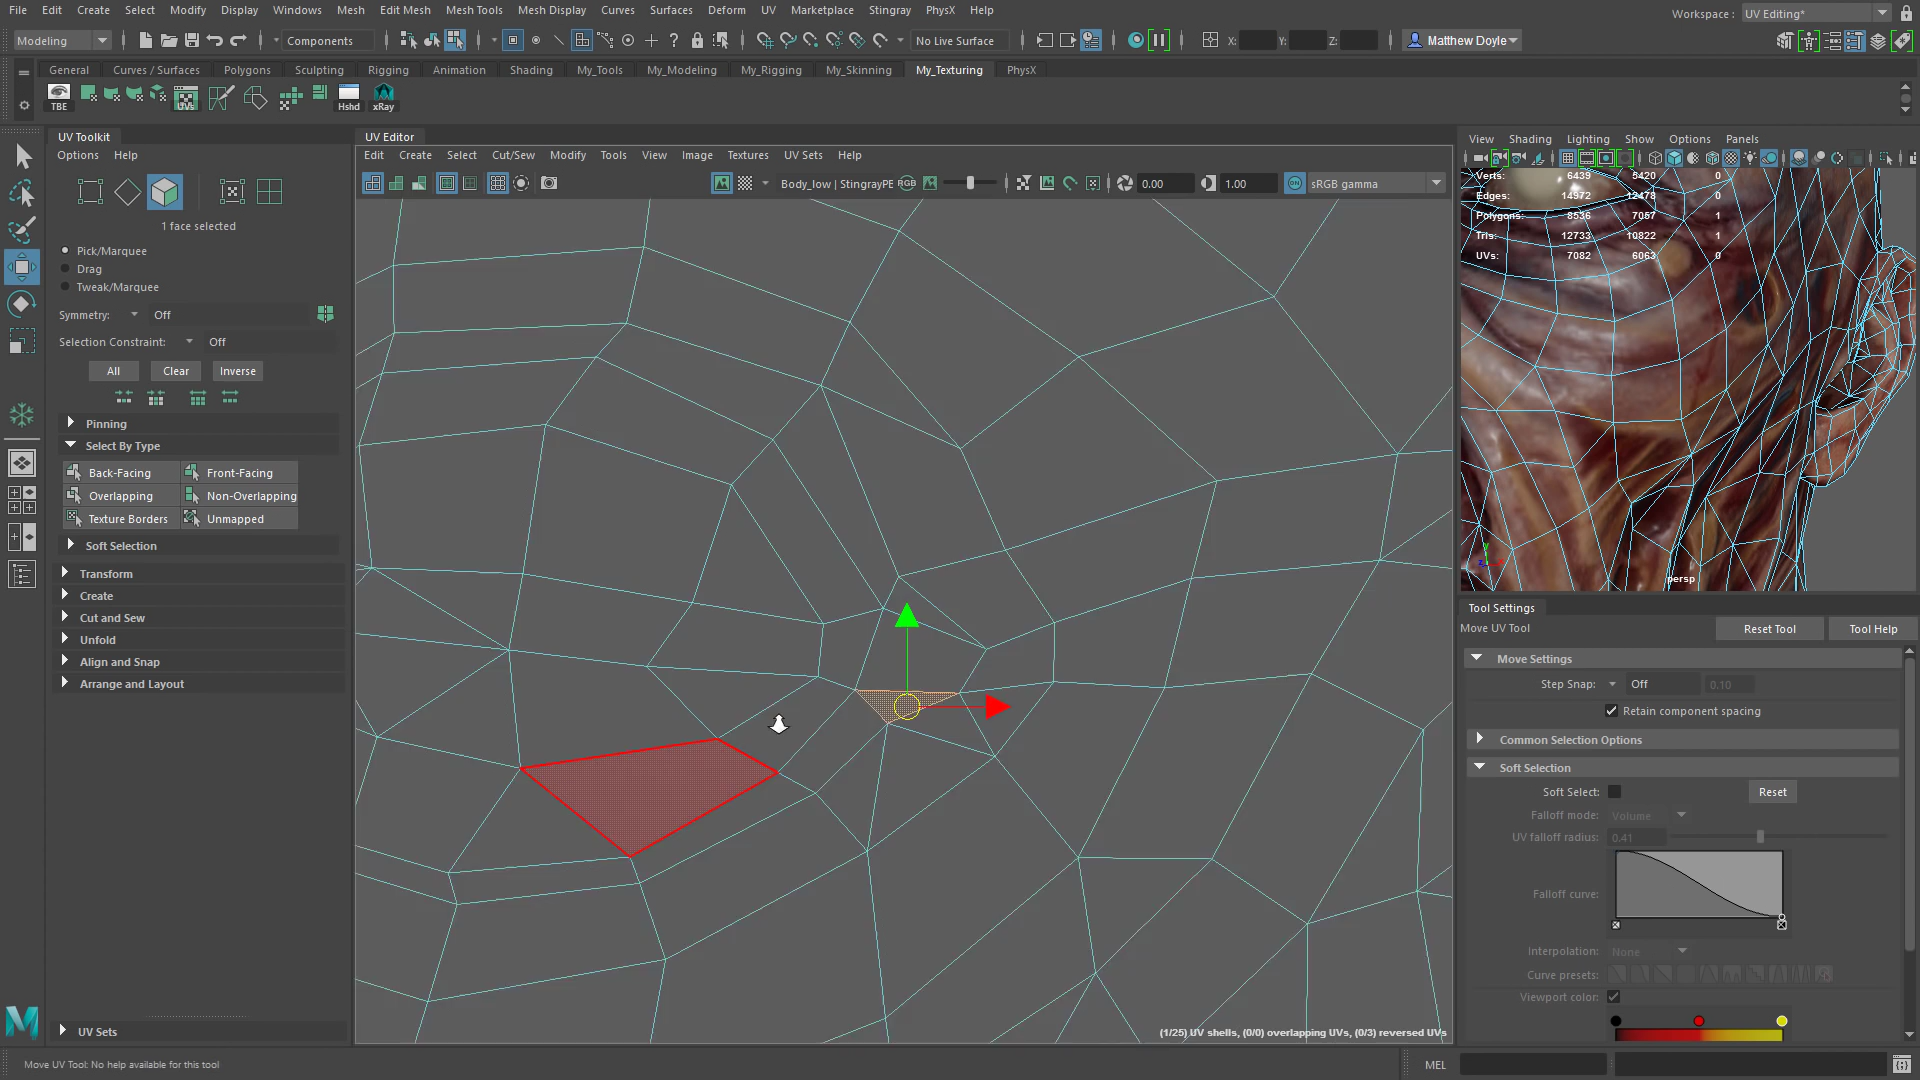 File Edit Create Select Modify Display Windows Mesh Edit Mesh Mesh Tools Mesh Display Curves Surfaces Deform UV Marketplace Stingray PhysX Help
Workspace : UV Editing*
Modeling Components No Live Surface X: Y: Z: Matthew Doyle
General Curves / Surfaces Polygons Sculpting Rigging Animation Shading My_Tools My_Modeling My_Rigging My_Skinning My_Texturing PhysX
TBE UVs Hshd xRay
UV Toolkit
Options Help
1 face selected
Pick/Marquee
Drag
Tweak/Marquee
Symmetry: Off
Selection Constraint: Off
All Clear Inverse
Pinning
Select By Type
Back-Facing Front-Facing
Overlapping Non-Overlapping
Texture Borders Unmapped
Soft Selection
Transform
Create
Cut and Sew
Unfold
Align and Snap
Arrange and Layout
UV Sets
UV Editor
Edit Create Select Cut/Sew Modify Tools View Image Textures UV Sets Help
Body_low | StingrayPE RGB 0.00 1.00 ON sRGB gamma
(1/25) UV shells, (0/0) overlapping UVs, (0/3) reversed UVs
View Shading Lighting Show Options Panels
Verts: 6439 5420 0
Edges: 14972 12478 0
Polygons: 8536 7057 1
Tris: 12733 10822 1
UVs: 7082 6063 0
persp
Tool Settings
Move UV Tool Reset Tool Tool Help
Move Settings
Step Snap: Off 0.10
Retain component spacing
Common Selection Options
Soft Selection
Soft Select: Reset
Falloff mode: Volume
UV falloff radius: 0.41
Falloff curve:
Interpolation: None
Curve presets:
Viewport color:
Move UV Tool: No help available for this tool
MEL